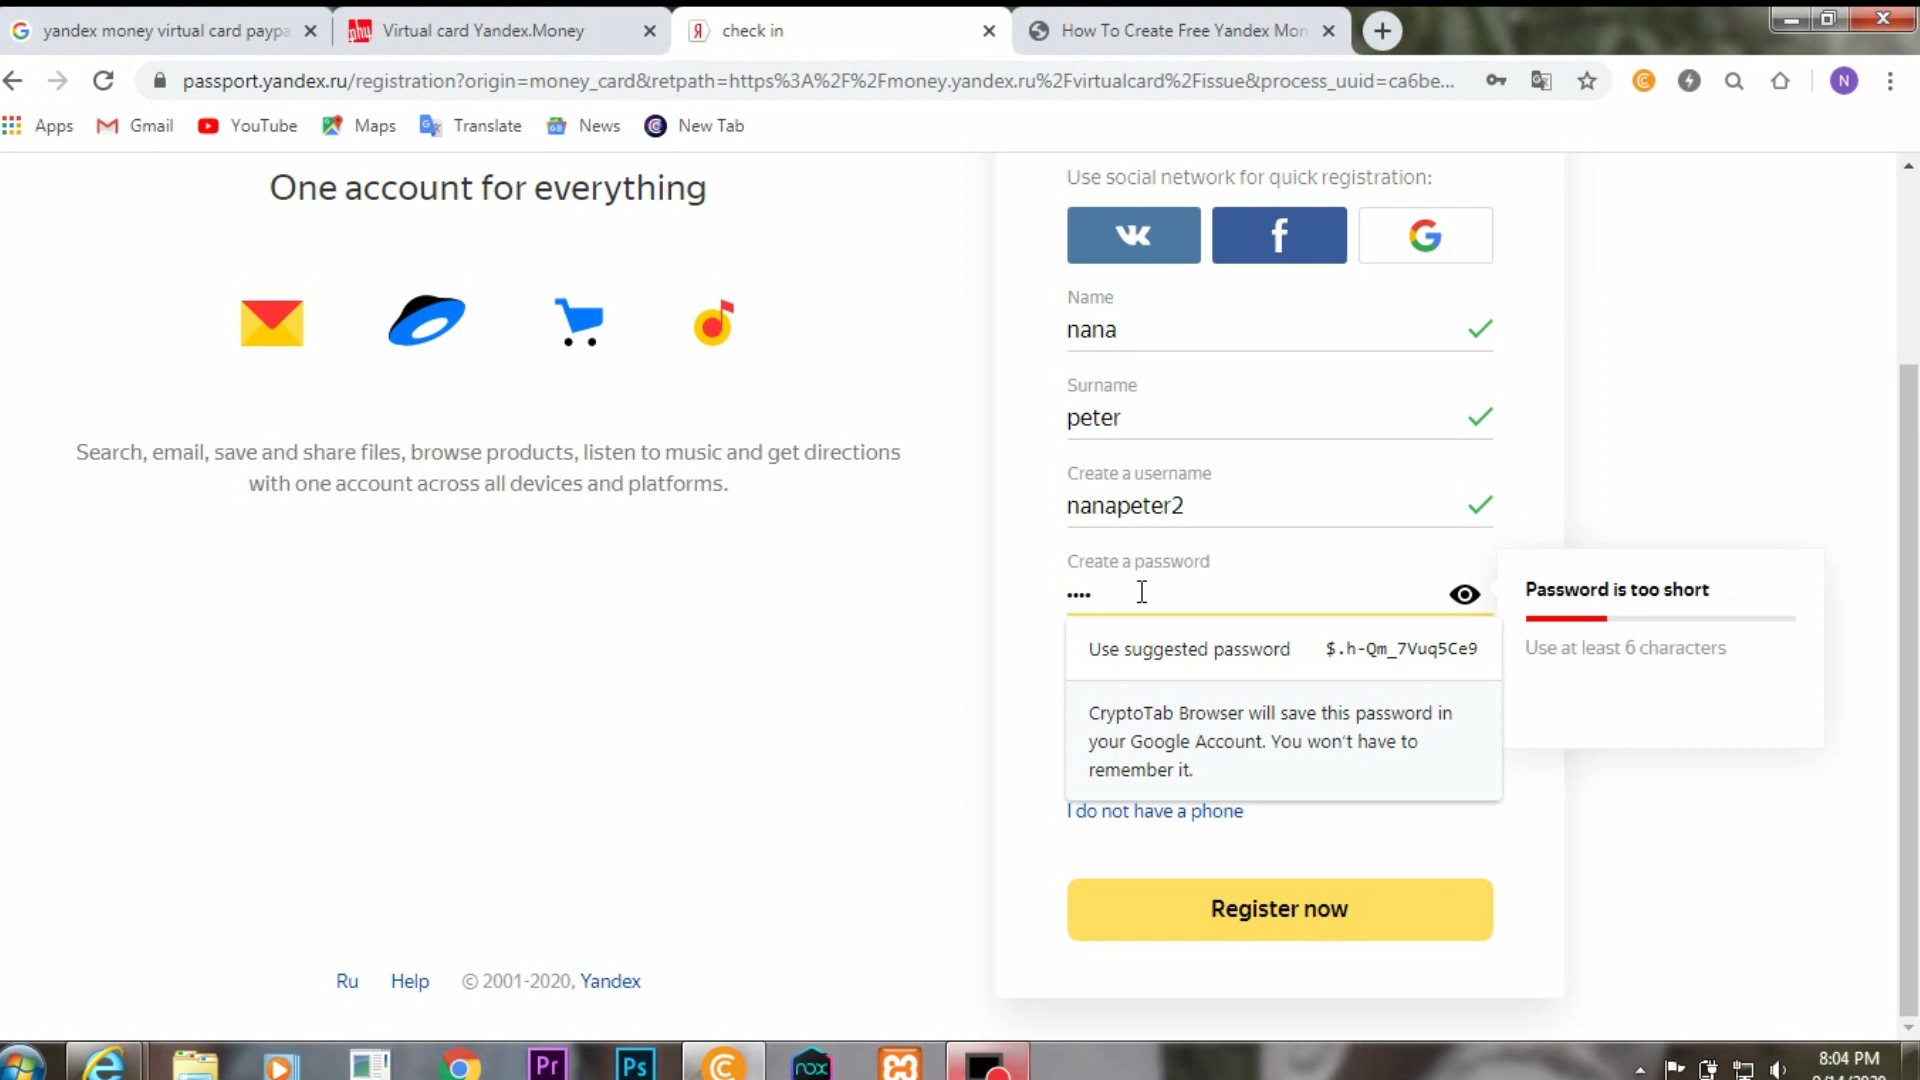 yandex money virtual card paypa
Virtual card Yandex.Money
check in
How To Create Free Yandex Mon
passport.yandex.ru/registration?origin=money_card&retpath=https%3A%2F%2Fmoney.yandex.ru%2Fvirtualcard%2Fissue&process_uuid=ca6be...
N
Apps
Gmail
YouTube
Maps
Translate
News
New Tab
One account for everything
Search, email, save and share files, browse products, listen to music and get directions
with one account across all devices and platforms.
Use social network for quick registration:
Name
nana
Surname
peter
Create a username
nanapeter2
Create a password
••••
Password is too short
Use at least 6 characters
Use suggested password $.h-Qm_7Vuq5Ce9
CryptoTab Browser will save this password in
your Google Account. You won't have to
remember it.
I do not have a phone
Register now
Ru Help © 2001-2020, Yandex
Pr
Ps
nox
8:04 PM